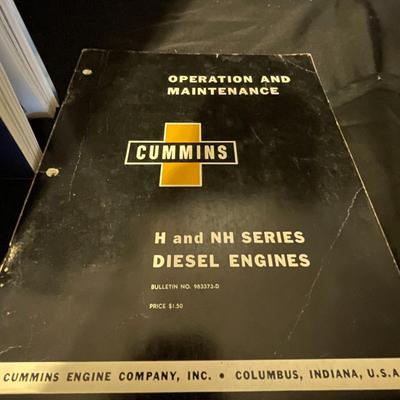 OPERATION AND
MAINTENANCE
CUMMINS
H and NH SERIES
DIESEL ENGINES
BULLETIN NO. 983373-D
PRICE $1.50
CUMMINS ENGINE COMPANY, INC. • COLUMBUS, INDIANA, U.S.A